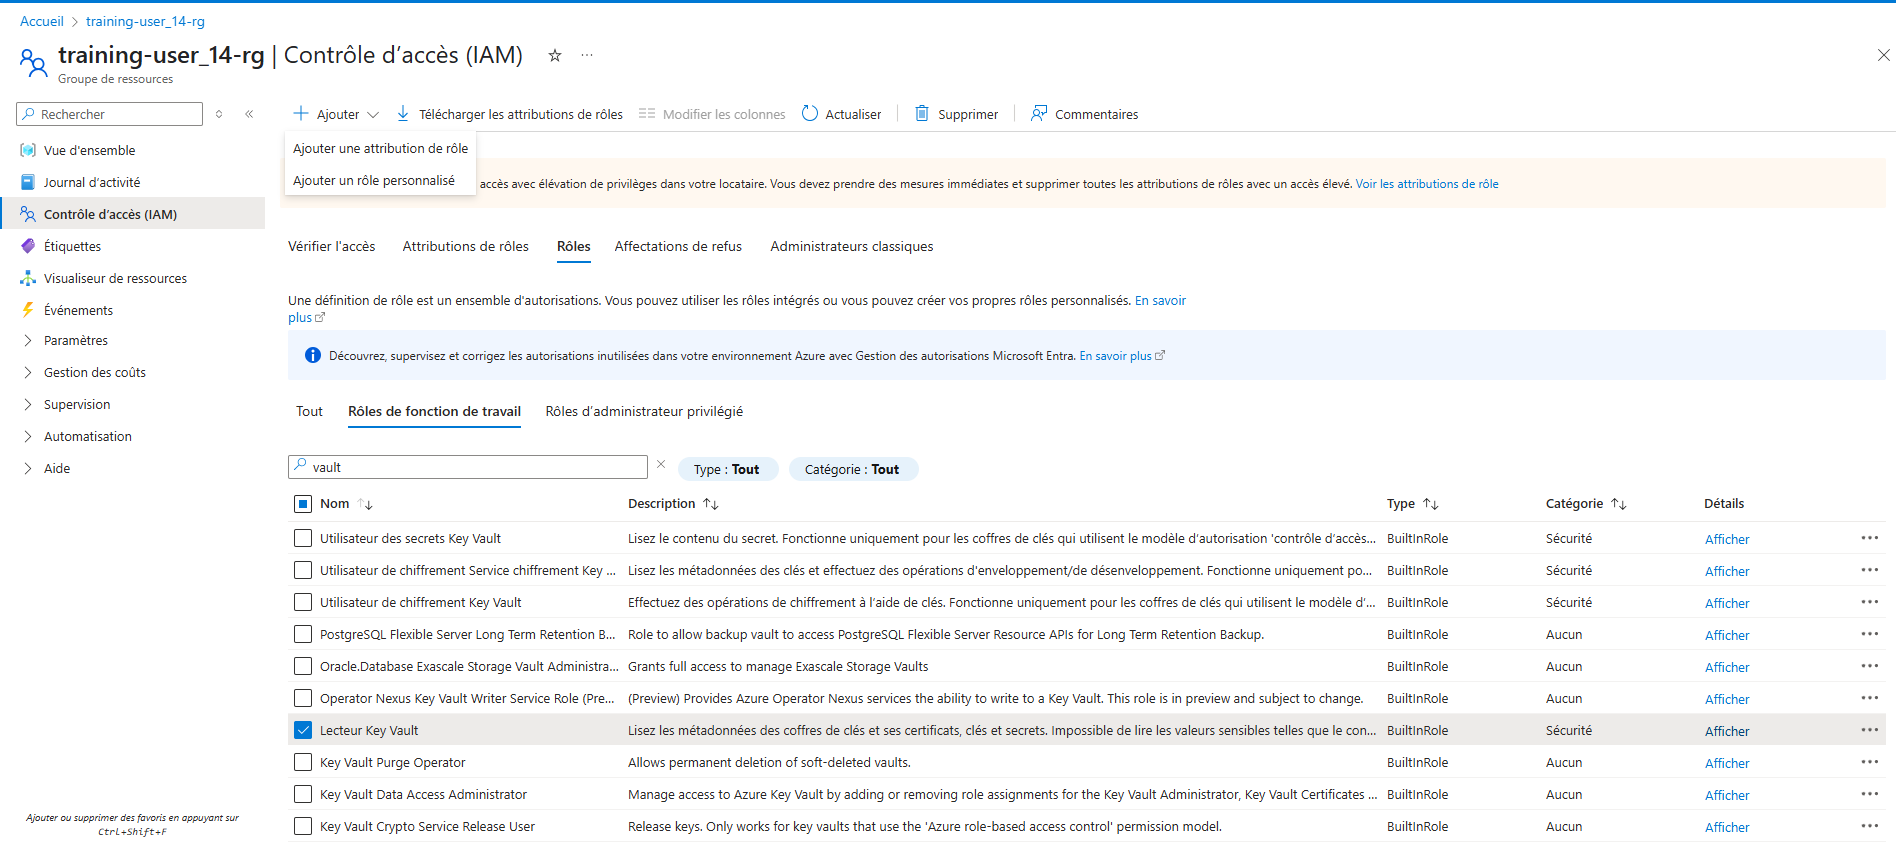 Accueil > training-user_14-rg
training-user_14-rg | Contrôle d’accès (IAM) ☆ ···
Groupe de ressources
Rechercher
Ajouter
Télécharger les attributions de rôles
Modifier les colonnes
Actualiser
Supprimer
Commentaires
Ajouter une attribution de rôle
Ajouter un rôle personnalisé
accès avec élévation de privilèges dans votre locataire. Vous devez prendre des mesures immédiates et supprimer toutes les attributions de rôles avec un accès élevé. Voir les attributions de rôle
Vue d'ensemble
Journal d’activité
Contrôle d’accès (IAM)
Étiquettes
Visualiseur de ressources
Événements
Paramètres
Gestion des coûts
Supervision
Automatisation
Aide
Ajouter ou supprimer des favoris en appuyant sur
Ctrl+Shift+F
Vérifier l'accès Attributions de rôles Rôles Affectations de refus Administrateurs classiques
Une définition de rôle est un ensemble d'autorisations. Vous pouvez utiliser les rôles intégrés ou vous pouvez créer vos propres rôles personnalisés. En savoir
plus
Découvrez, supervisez et corrigez les autorisations inutilisées dans votre environnement Azure avec Gestion des autorisations Microsoft Entra. En savoir plus
Tout Rôles de fonction de travail Rôles d’administrateur privilégié
vault Type : Tout Catégorie : Tout
Nom Description Type Catégorie Détails
Utilisateur des secrets Key Vault Lisez le contenu du secret. Fonctionne uniquement pour les coffres de clés qui utilisent le modèle d’autorisation ‘contrôle d’accès... BuiltInRole Sécurité Afficher
Utilisateur de chiffrement Service chiffrement Key ... Lisez les métadonnées des clés et effectuez des opérations d'enveloppement/de désenveloppement. Fonctionne uniquement po... BuiltInRole Sécurité Afficher
Utilisateur de chiffrement Key Vault Effectuez des opérations de chiffrement à l’aide de clés. Fonctionne uniquement pour les coffres de clés qui utilisent le modèle d’... BuiltInRole Sécurité Afficher
PostgreSQL Flexible Server Long Term Retention B... Role to allow backup vault to access PostgreSQL Flexible Server Resource APIs for Long Term Retention Backup. BuiltInRole Aucun Afficher
Oracle.Database Exascale Storage Vault Administra... Grants full access to manage Exascale Storage Vaults BuiltInRole Aucun Afficher
Operator Nexus Key Vault Writer Service Role (Pre... (Preview) Provides Azure Operator Nexus services the ability to write to a Key Vault. This role is in preview and subject to change. BuiltInRole Aucun Afficher
Lecteur Key Vault Lisez les métadonnées des coffres de clés et ses certificats, clés et secrets. Impossible de lire les valeurs sensibles telles que le con... BuiltInRole Sécurité Afficher
Key Vault Purge Operator Allows permanent deletion of soft-deleted vaults. BuiltInRole Aucun Afficher
Key Vault Data Access Administrator Manage access to Azure Key Vault by adding or removing role assignments for the Key Vault Administrator, Key Vault Certificates ... BuiltInRole Aucun Afficher
Key Vault Crypto Service Release User Release keys. Only works for key vaults that use the 'Azure role-based access control' permission model. BuiltInRole Aucun Afficher